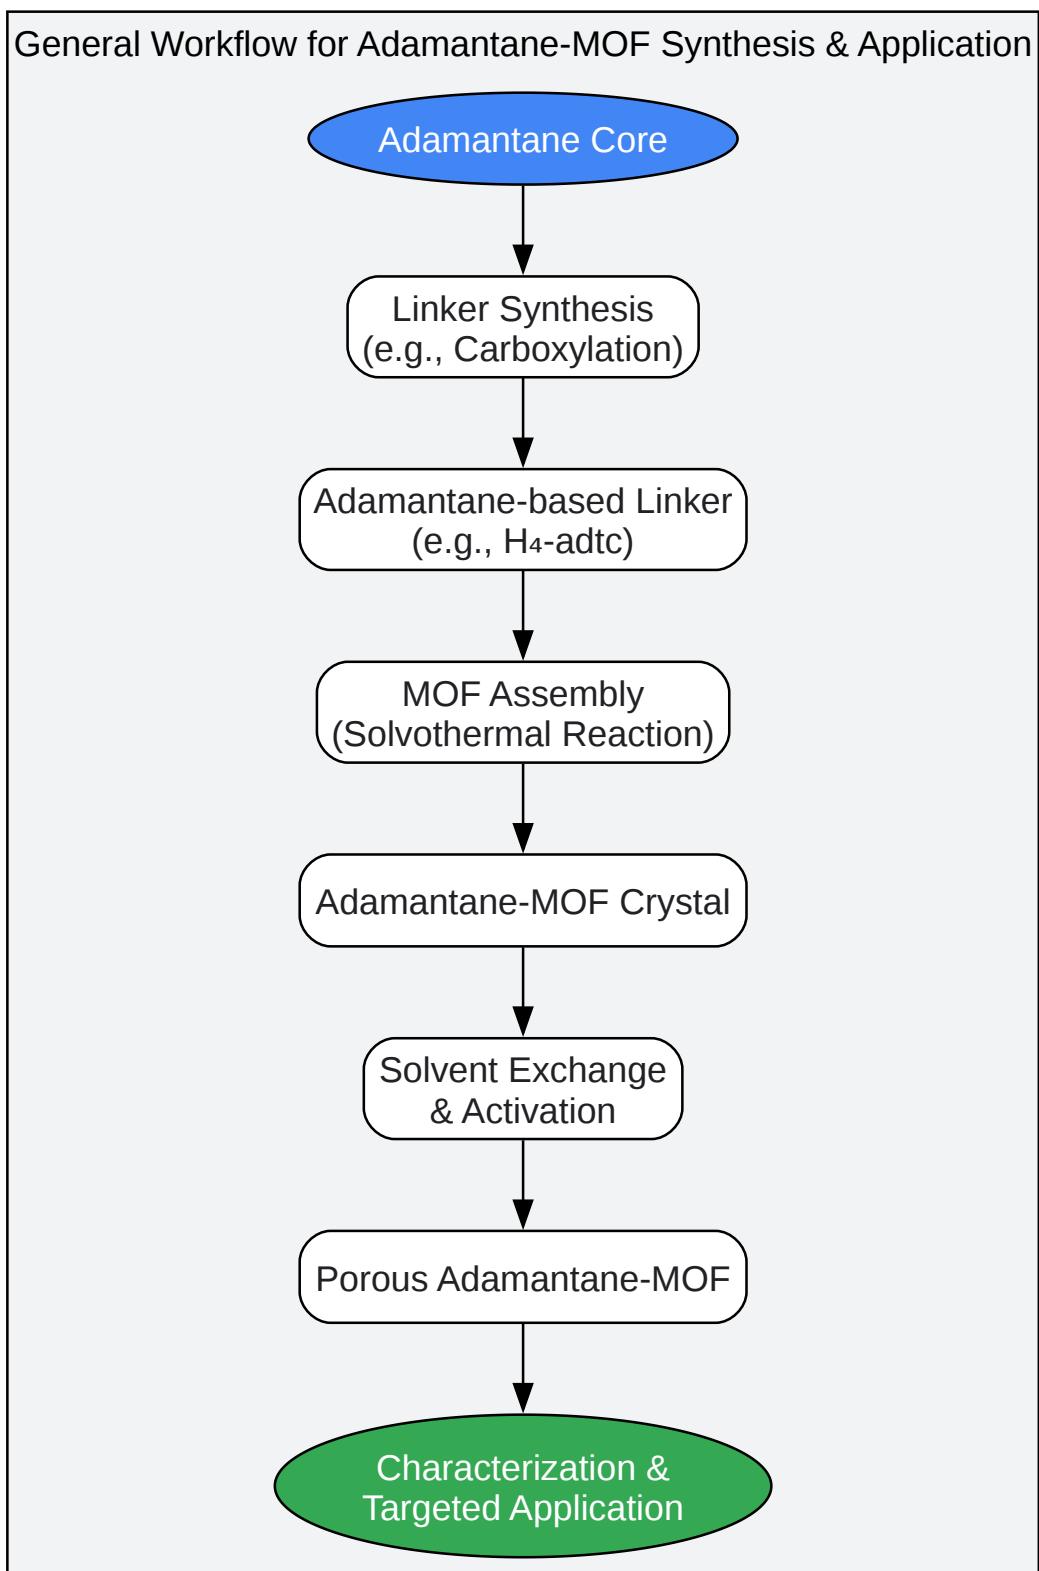 General Workflow for Adamantane-MOF Synthesis & Application
Adamantane Core
Linker Synthesis
(e.g., Carboxylation)
Adamantane-based Linker
(e.g., H₄-adtc)
MOF Assembly
(Solvothermal Reaction)
Adamantane-MOF Crystal
Solvent Exchange
& Activation
Porous Adamantane-MOF
Characterization &
Targeted Application